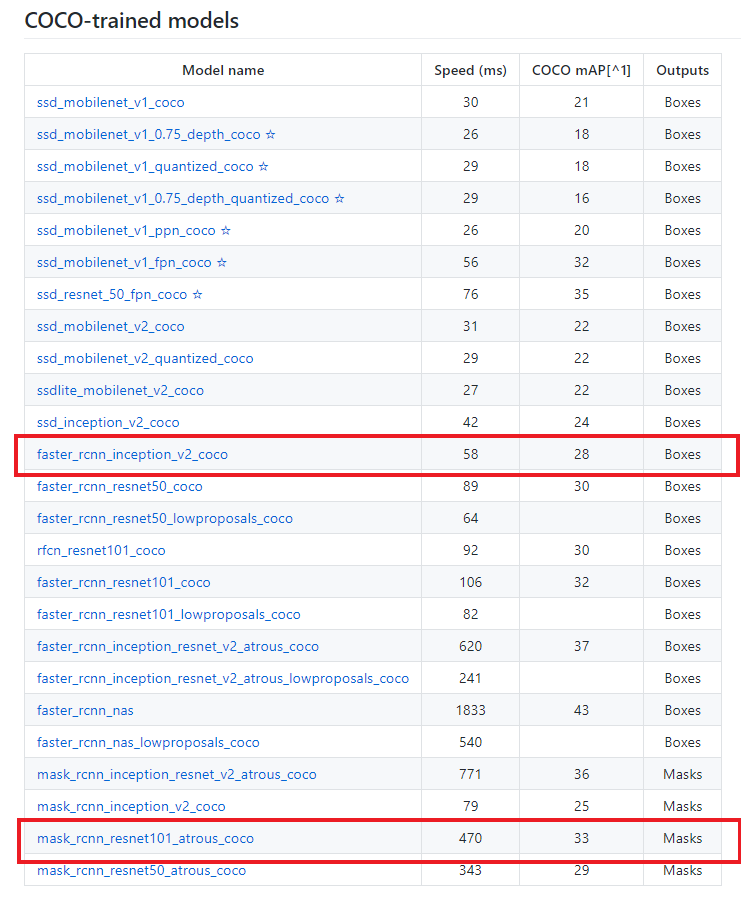 COCO-trained models
Model name Speed (ms) COCO mAP[^1] Outputs
ssd_mobilenet_v1_coco 30 21 Boxes
ssd_mobilenet_v1_0.75_depth_coco ☆ 26 18 Boxes
ssd_mobilenet_v1_quantized_coco ☆ 29 18 Boxes
ssd_mobilenet_v1_0.75_depth_quantized_coco ☆ 29 16 Boxes
ssd_mobilenet_v1_ppn_coco ☆ 26 20 Boxes
ssd_mobilenet_v1_fpn_coco ☆ 56 32 Boxes
ssd_resnet_50_fpn_coco ☆ 76 35 Boxes
ssd_mobilenet_v2_coco 31 22 Boxes
ssd_mobilenet_v2_quantized_coco 29 22 Boxes
ssdlite_mobilenet_v2_coco 27 22 Boxes
ssd_inception_v2_coco 42 24 Boxes
faster_rcnn_inception_v2_coco 58 28 Boxes
faster_rcnn_resnet50_coco 89 30 Boxes
faster_rcnn_resnet50_lowproposals_coco 64 Boxes
rfcn_resnet101_coco 92 30 Boxes
faster_rcnn_resnet101_coco 106 32 Boxes
faster_rcnn_resnet101_lowproposals_coco 82 Boxes
faster_rcnn_inception_resnet_v2_atrous_coco 620 37 Boxes
faster_rcnn_inception_resnet_v2_atrous_lowproposals_coco 241 Boxes
faster_rcnn_nas 1833 43 Boxes
faster_rcnn_nas_lowproposals_coco 540 Boxes
mask_rcnn_inception_resnet_v2_atrous_coco 771 36 Masks
mask_rcnn_inception_v2_coco 79 25 Masks
mask_rcnn_resnet101_atrous_coco 470 33 Masks
mask_rcnn_resnet50_atrous_coco 343 29 Masks